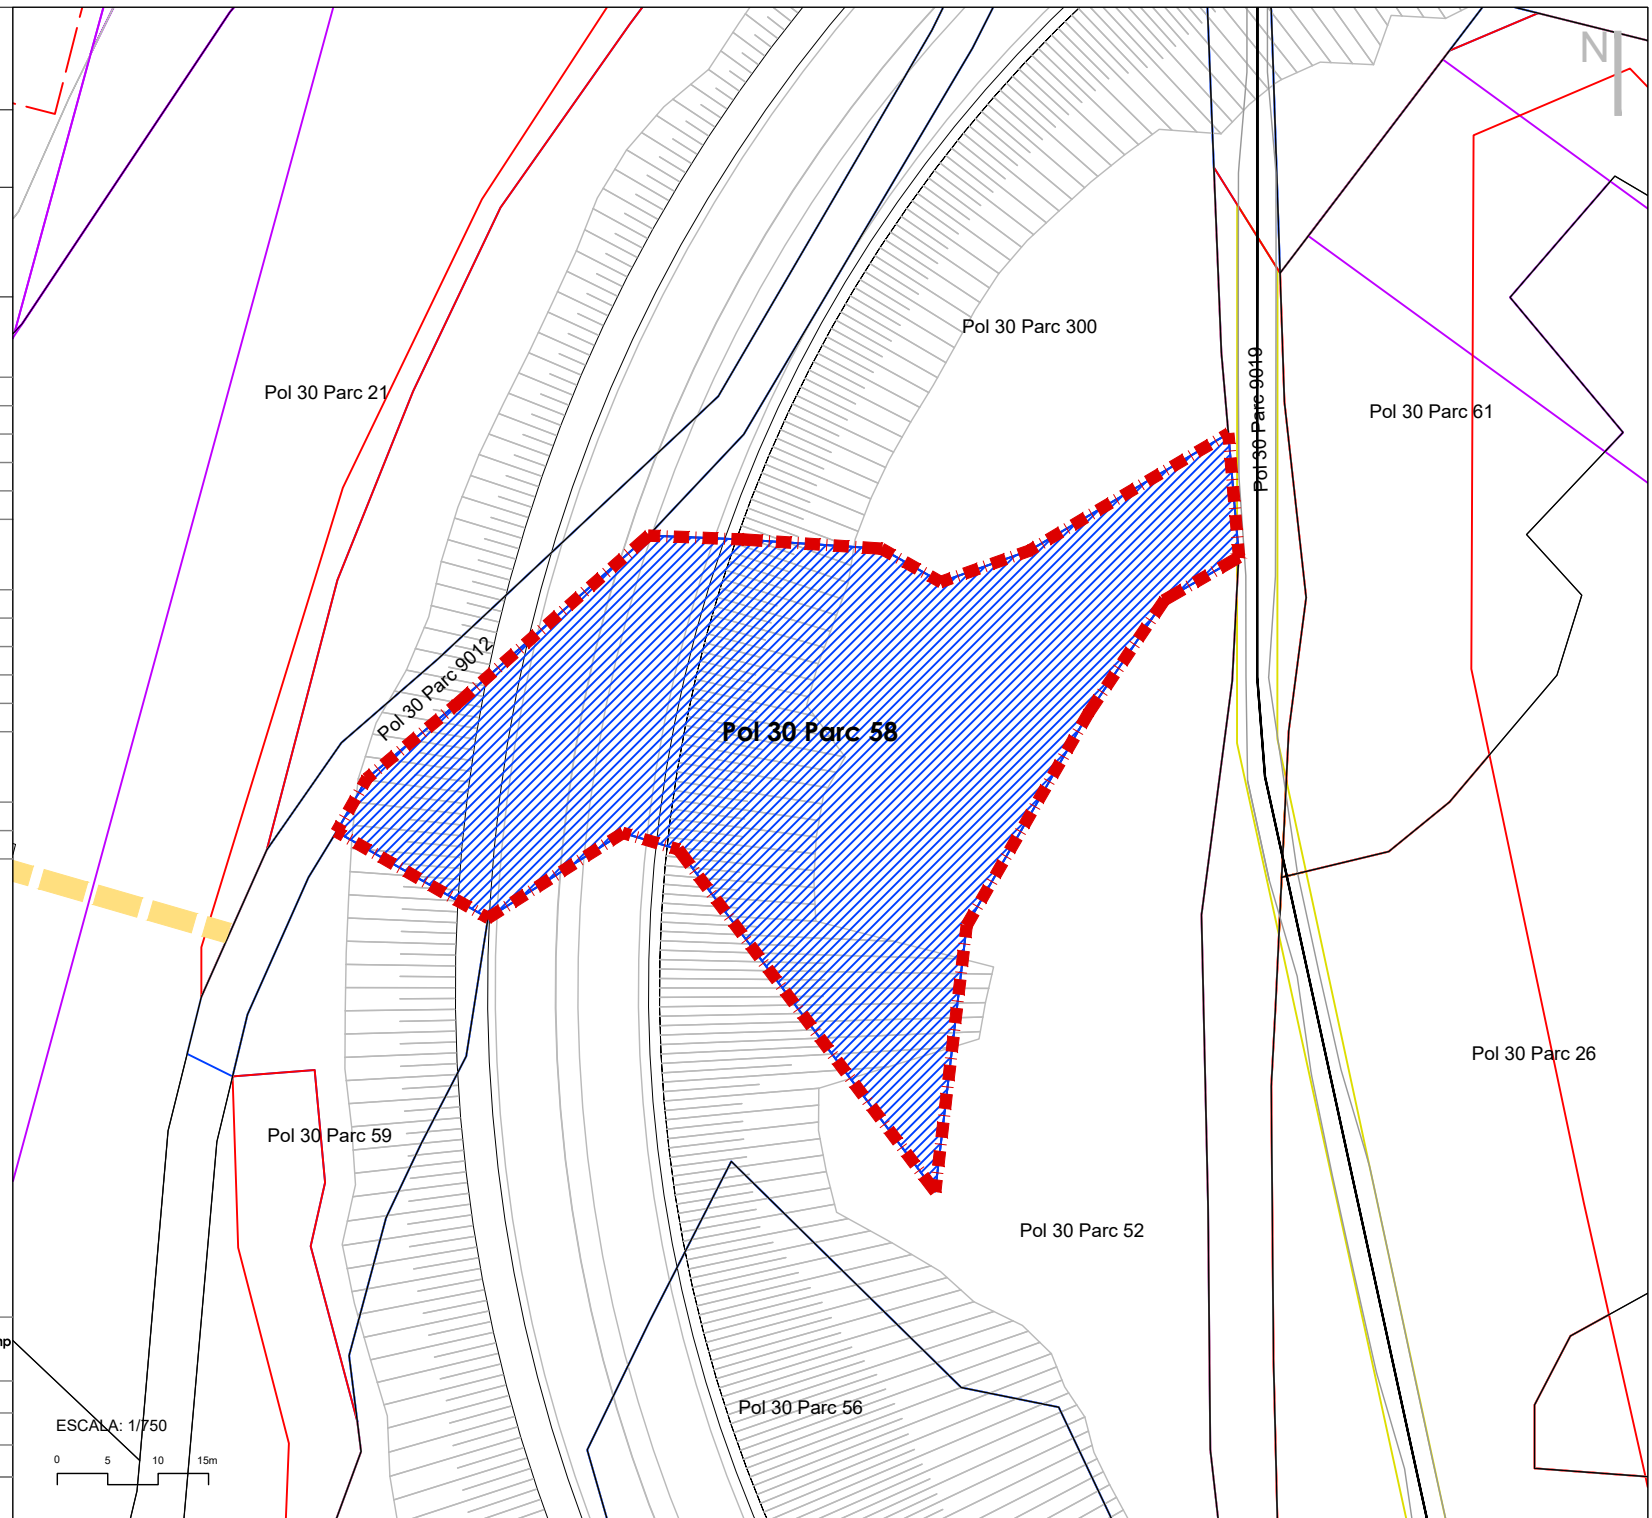 N
Pol 30 Parc 300
Pol 30 Parc 21
Pol 30 Parc 9019
Pol 30 Parc 61
Pol 30 Parc 9012
Pol 30 Parc 58
Pol 30 Parc 26
Pol 30 Parc 59
Pol 30 Parc 52
Pol 30 Parc 56
ESCALA: 1/750
0 5 10 15m